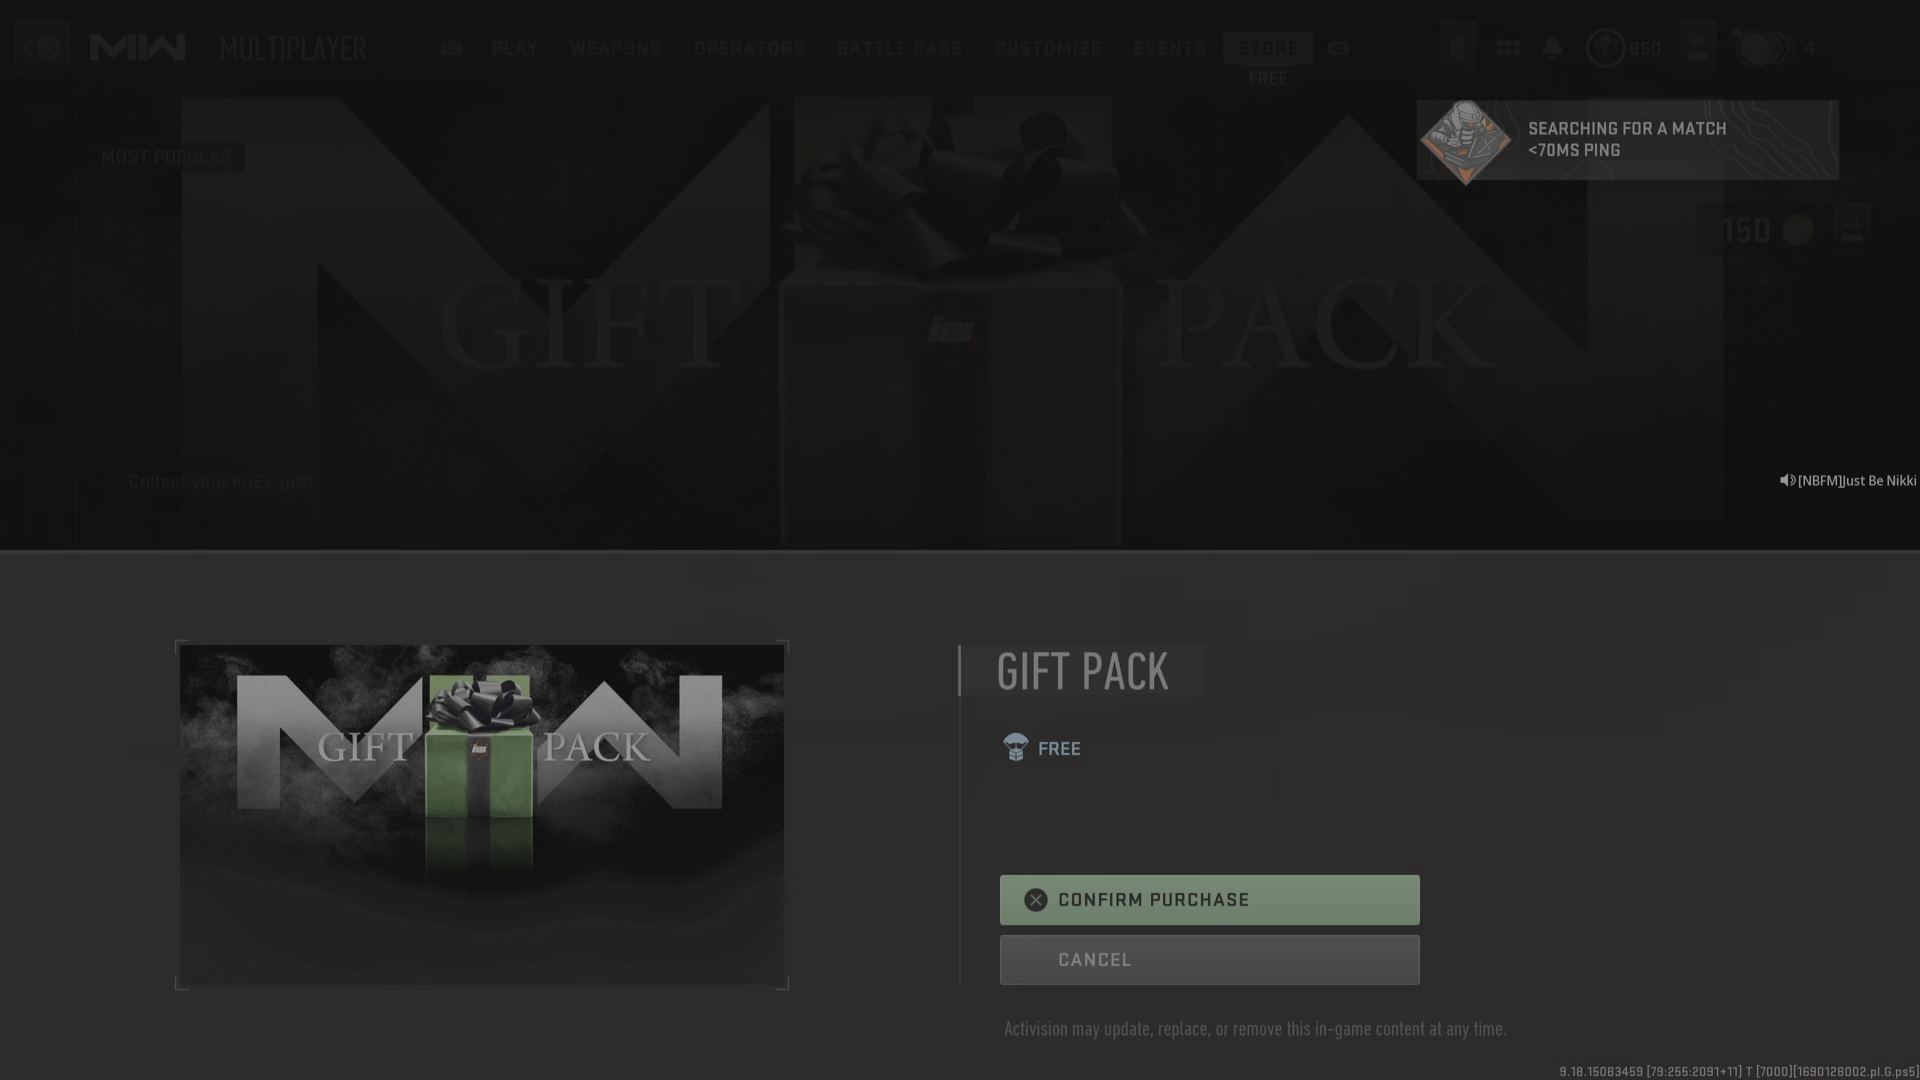 MW MULTIPLAYER PLAY WEAPONS OPERATORS BATTLE PASS CUSTOMIZE EVENTS STORE 850 4
FREE
MOST POPULAR
SEARCHING FOR A MATCH
<70MS PING
150
GIFT PACK
iw
Collect your FREE gift!
[NBFM]Just Be Nikki
GIFT PACK
iw
GIFT PACK
FREE
CONFIRM PURCHASE
CANCEL
Activision may update, replace, or remove this in-game content at any time.
9.18.15083459 [79:255:2091+11] T [7000][1690128002.pl.G.ps5]